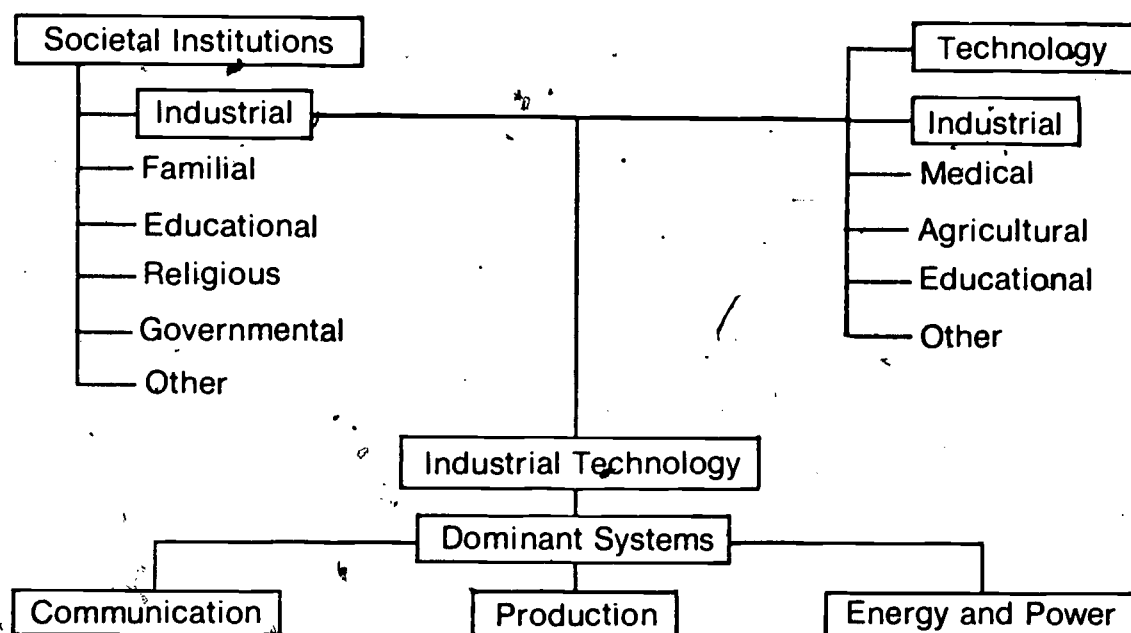 Societal Institutions
Industrial
Familial
Educational
Religious
Governmental
Other
Technology
Industrial
Medical
Agricultural
Educational
Other
Industrial Technology
Dominant Systems
Communication
Production
Energy and Power